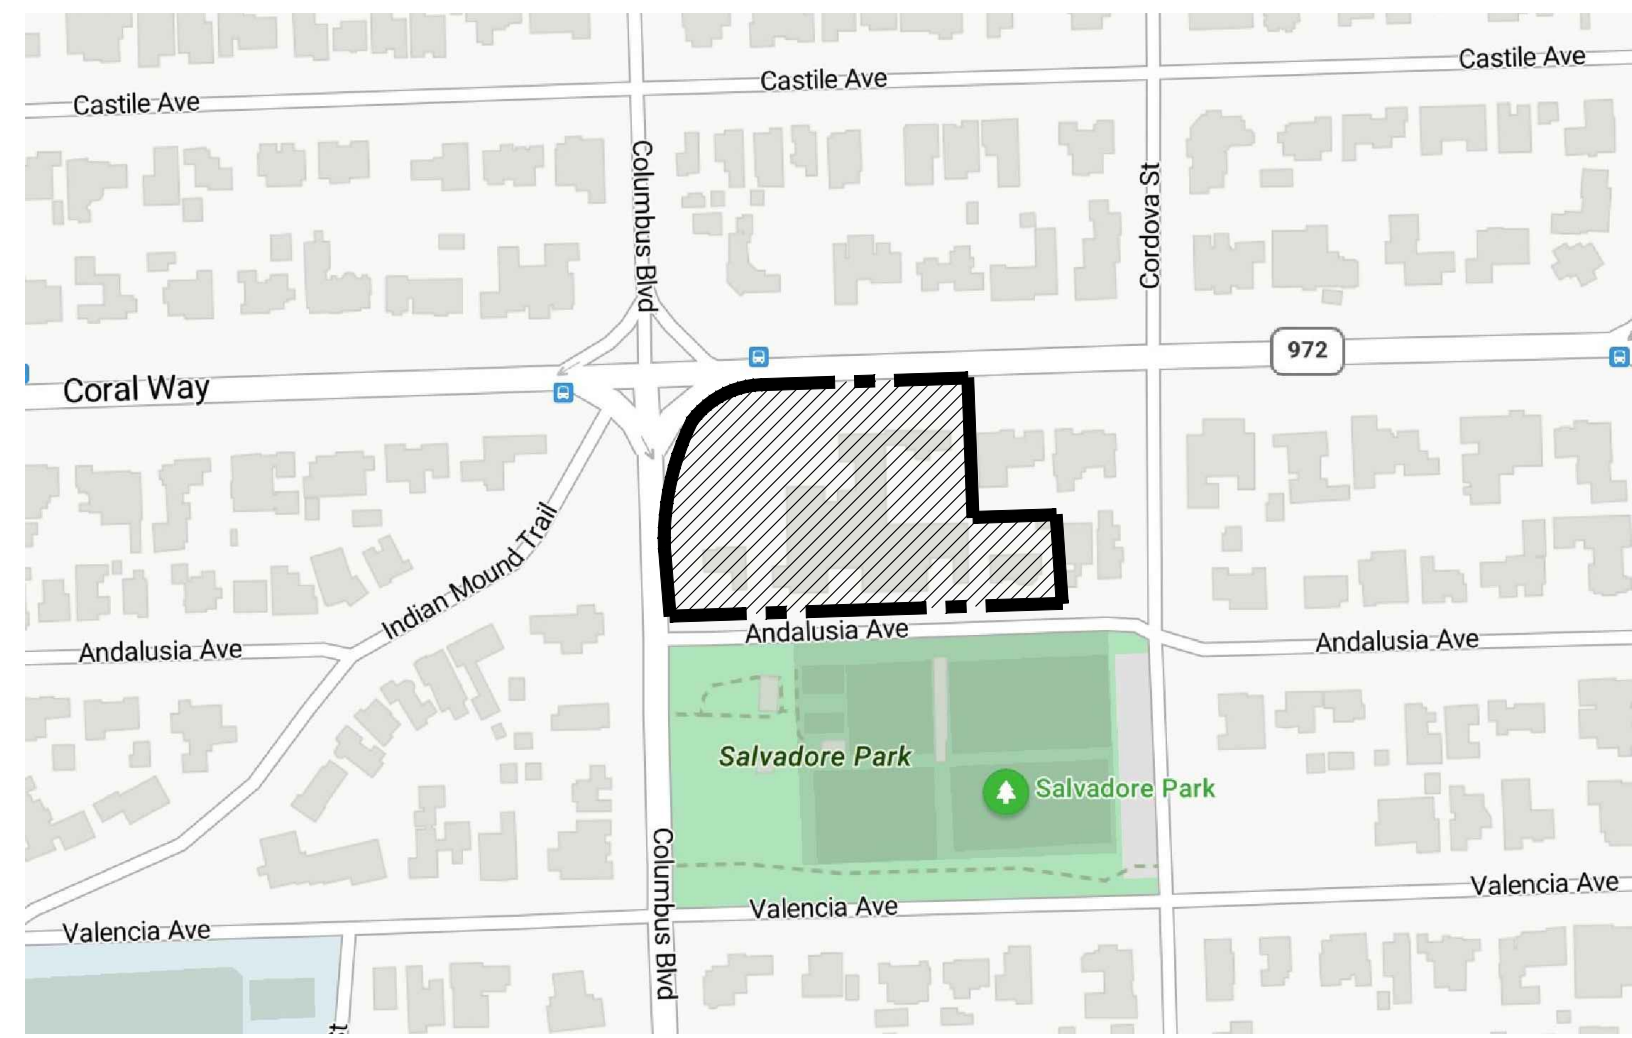 Castile Ave
Castile Ave
Castile Ave
Columbus Blvd
Cordova St
972
Coral Way
Indian Mound Trail
Andalusia Ave
Andalusia Ave
Andalusia Ave
Salvadore Park
Salvadore Park
Columbus Blvd
Valencia Ave
Valencia Ave
Valencia Ave